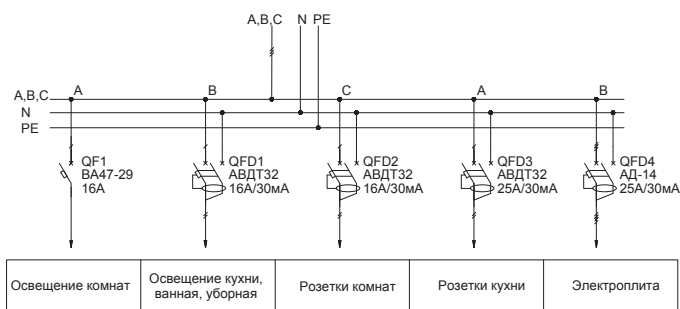 A,B,C N PE
A,B,C
N
PE
A
B
C
A
B
QF1
ВА47-29
16А
QFD1
АВДТ32
16А/30мА
QFD2
АВДТ32
16А/30мА
QFD3
АВДТ32
25А/30мА
QFD4
АД-14
25А/30мА
Освещение комнат
Освещение кухни,
ванная, уборная
Розетки комнат
Розетки кухни
Электроплита